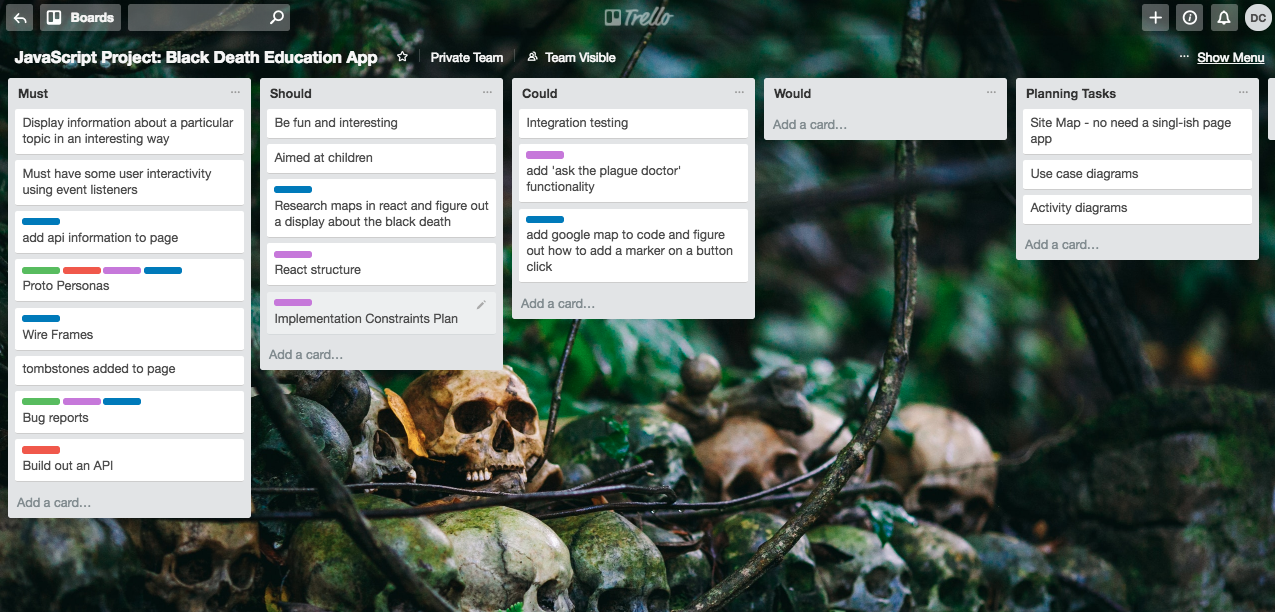 Boards
Trello
DC
JavaScript Project: Black Death Education App
Private Team
Team Visible
... Show Menu
Must
Display information about a particular
topic in an interesting way
Must have some user interactivity
using event listeners
add api information to page
Proto Personas
Wire Frames
tombstones added to page
Bug reports
Build out an API
Add a card…
Should
Be fun and interesting
Aimed at children
Research maps in react and figure out
a display about the black death
React structure
Implementation Constraints Plan
Add a card…
Could
Integration testing
add 'ask the plague doctor'
functionality
add google map to code and figure
out how to add a marker on a button
click
Add a card…
Would
Add a card…
Planning Tasks
Site Map - no need a singl-ish page
app
Use case diagrams
Activity diagrams
Add a card…